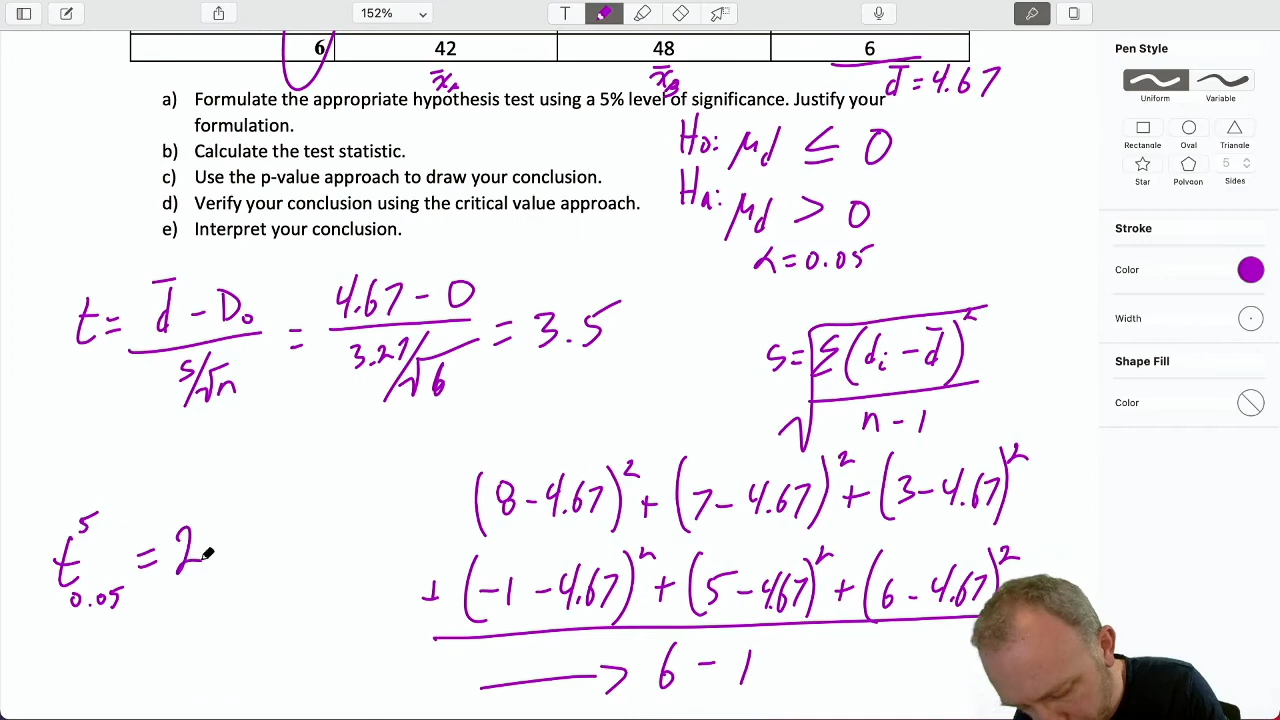 152%
T
6 42 48 6
x̄A x̄B d̄ = 4.67
a) Formulate the appropriate hypothesis test using a 5% level of significance. Justify your
formulation.
b) Calculate the test statistic.
c) Use the p-value approach to draw your conclusion.
d) Verify your conclusion using the critical value approach.
e) Interpret your conclusion.
H0: μd ≤ 0
Ha: μd > 0
α = 0.05
t = (d̄ - D0)/(s/√n) = (4.67 - 0)/(3.27/√6) = 3.5
s = √(Σ(di - d̄)²/(n - 1))
(8 - 4.67)² + (7 - 4.67)² + (3 - 4.67)²
+ (-1 - 4.67)² + (5 - 4.67)² + (6 - 4.67)²
6 - 1
t⁵0.05 = 2
Pen Style
Uniform Variable
Rectangle Oval Triangle
5
Star Polygon Sides
Stroke
Color
Width
Shape Fill
Color